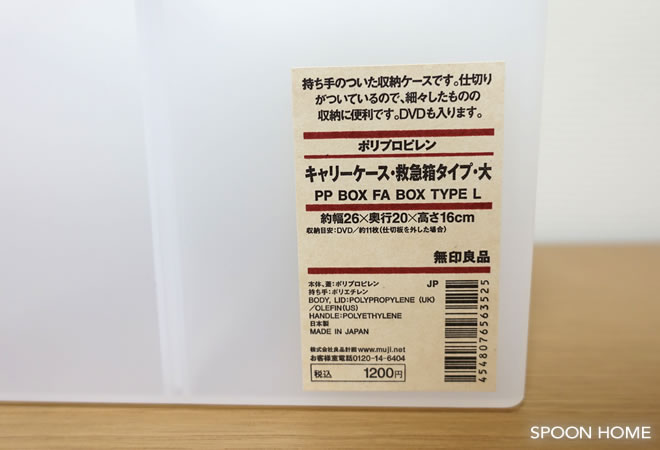 持ち手のついた収納ケースです。仕切り
がついているので、細々したものの
収納に便利です。DVDも入ります。
ポリプロピレン
キャリーケース・救急箱タイプ・大
PP BOX FA BOX TYPE L
約幅26×奥行20×高さ16cm
収納目安:DVD/約11枚(仕切板を外した場合)
無印良品
本体、蓋:ポリプロピレン
JP
持ち手:ポリエチレン
BODY, LID:POLYPROPYLENE (UK)
/OLEFIN(US)
HANDLE:POLYETHYLENE
日本製
MADE IN JAPAN
株式会社良品計画 www.muji.net
お客様室電話0120-14-6404
税込 1200円
4548076563525
SPOON HOME